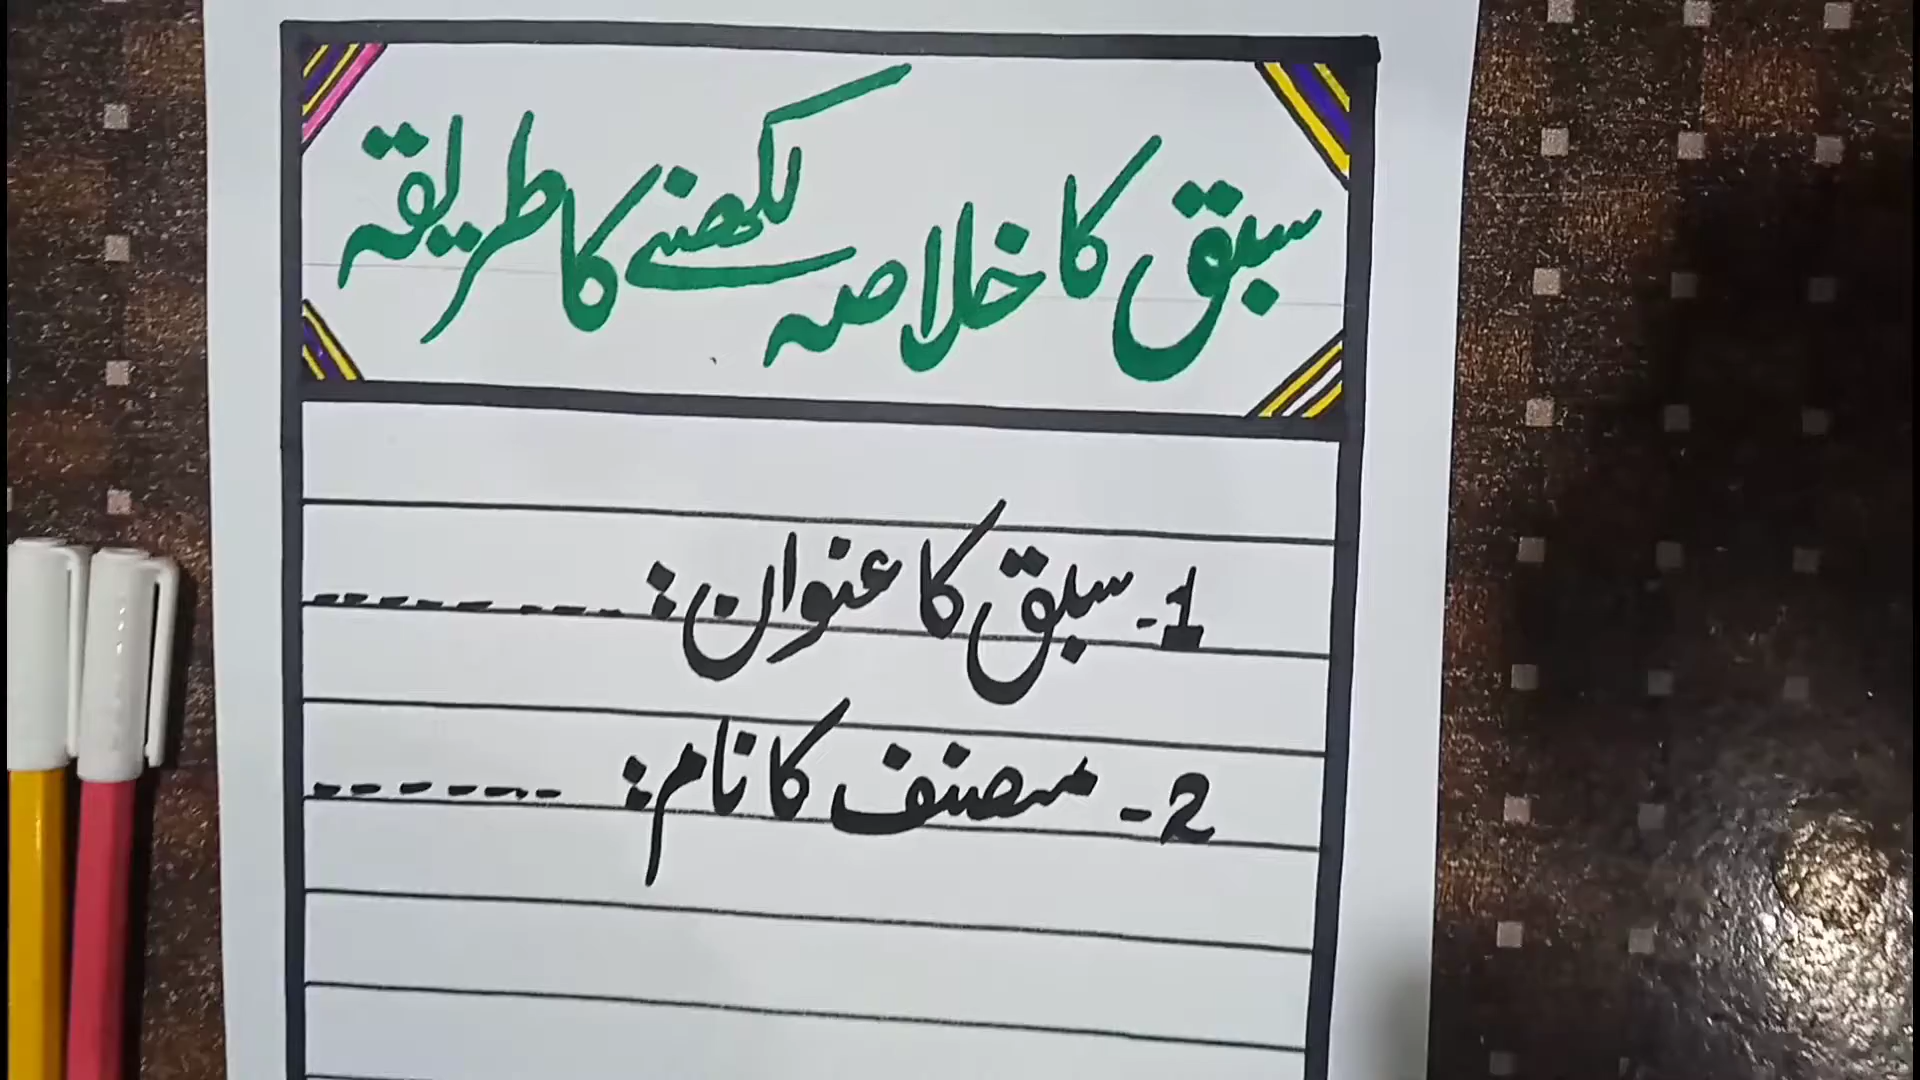 سبق کا خلاصہ لکھنے کا طریقہ
1- سبق کا عنوان: ---------
2- مصنف کا نام: -------